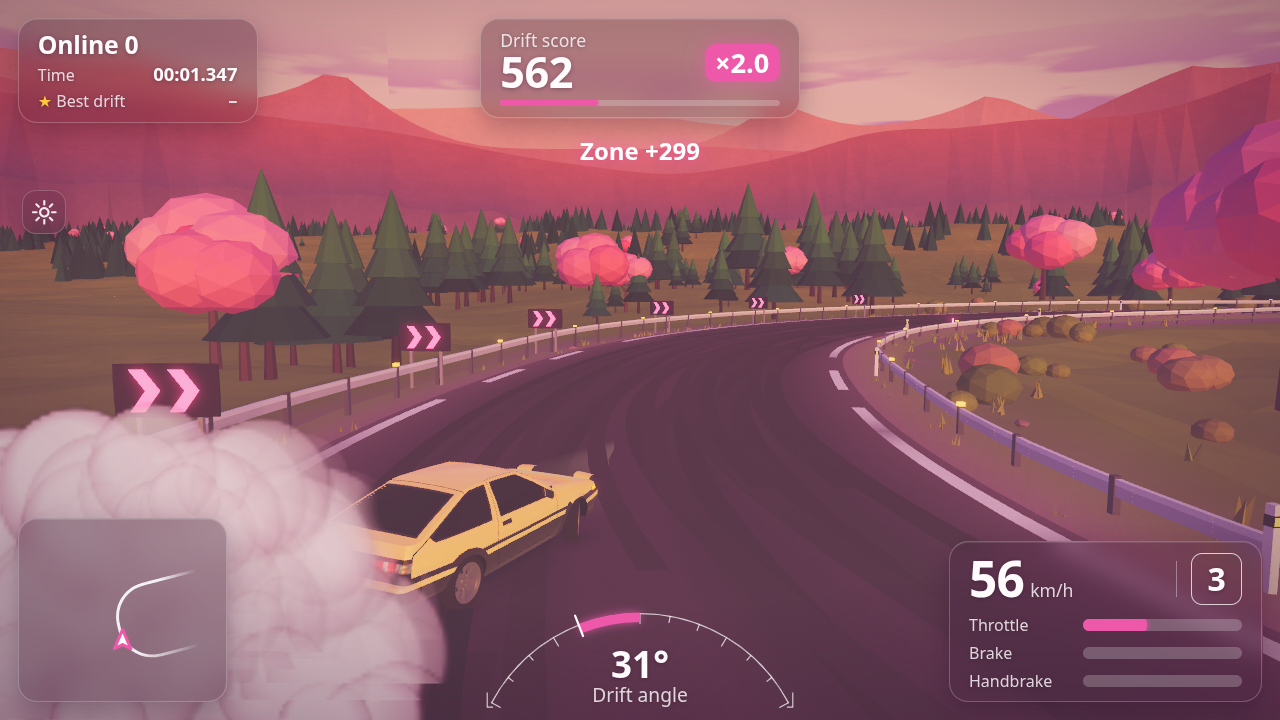 Online 0
Time 00:01.347
★ Best drift –
Drift score
562
×2.0
Zone +299
31°
Drift angle
56 km/h
3
Throttle
Brake
Handbrake